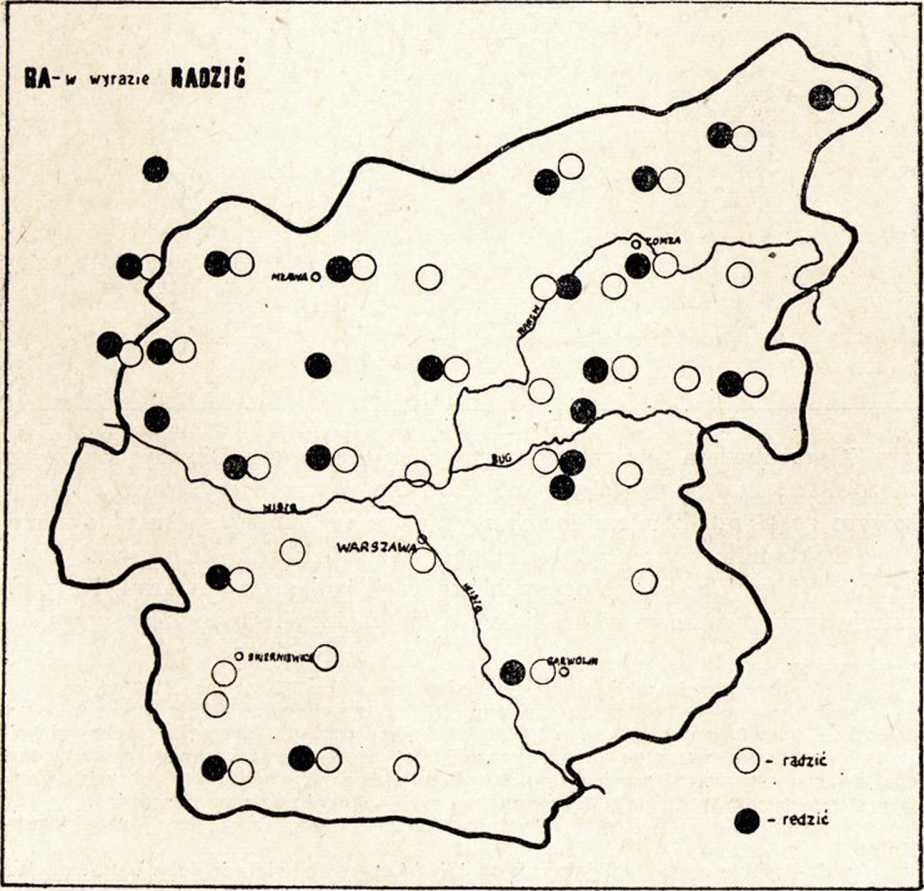 RA- w wyrazie RADZIĆ
ŁOMŻA
MŁAWA
NAREW
BUG
WISŁA
WARSZAWA
WISŁA
SKIERNIEWICE
GARWOLIN
- radzić
- redzić